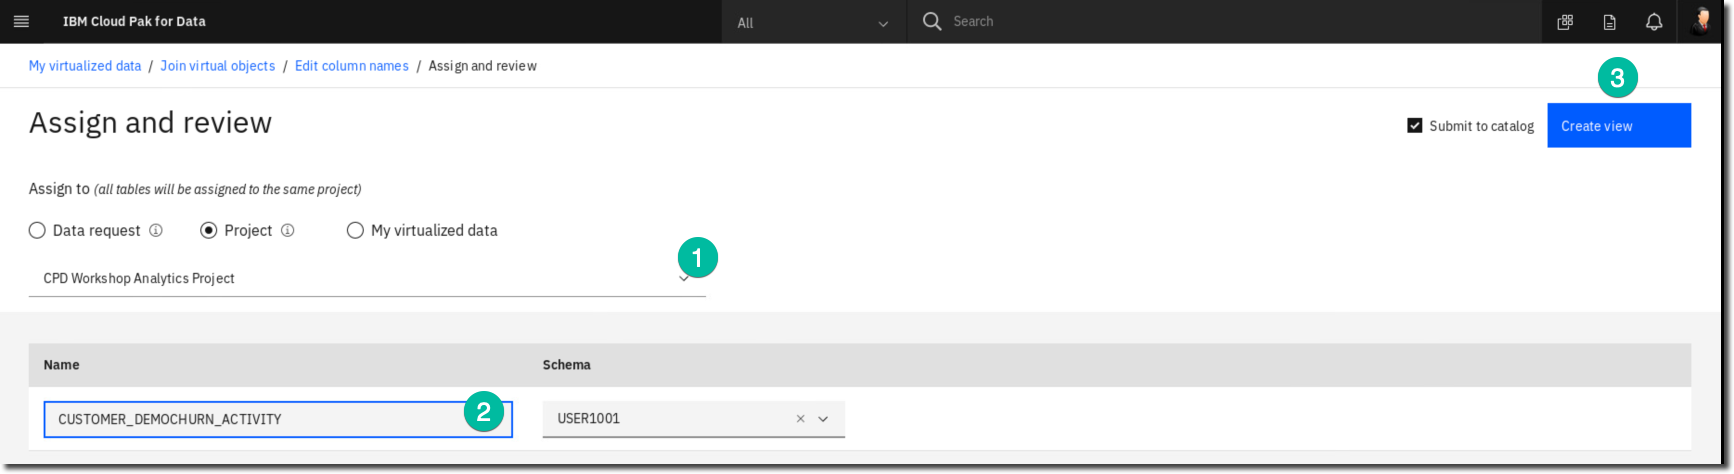 IBM Cloud Pak for Data All Search
My virtualized data / Join virtual objects / Edit column names / Assign and review
3
Assign and review
Submit to catalog Create view
Assign to (all tables will be assigned to the same project)
Data request Project My virtualized data
1
CPD Workshop Analytics Project
Name Schema
CUSTOMER_DEMOCHURN_ACTIVITY 2 USER1001